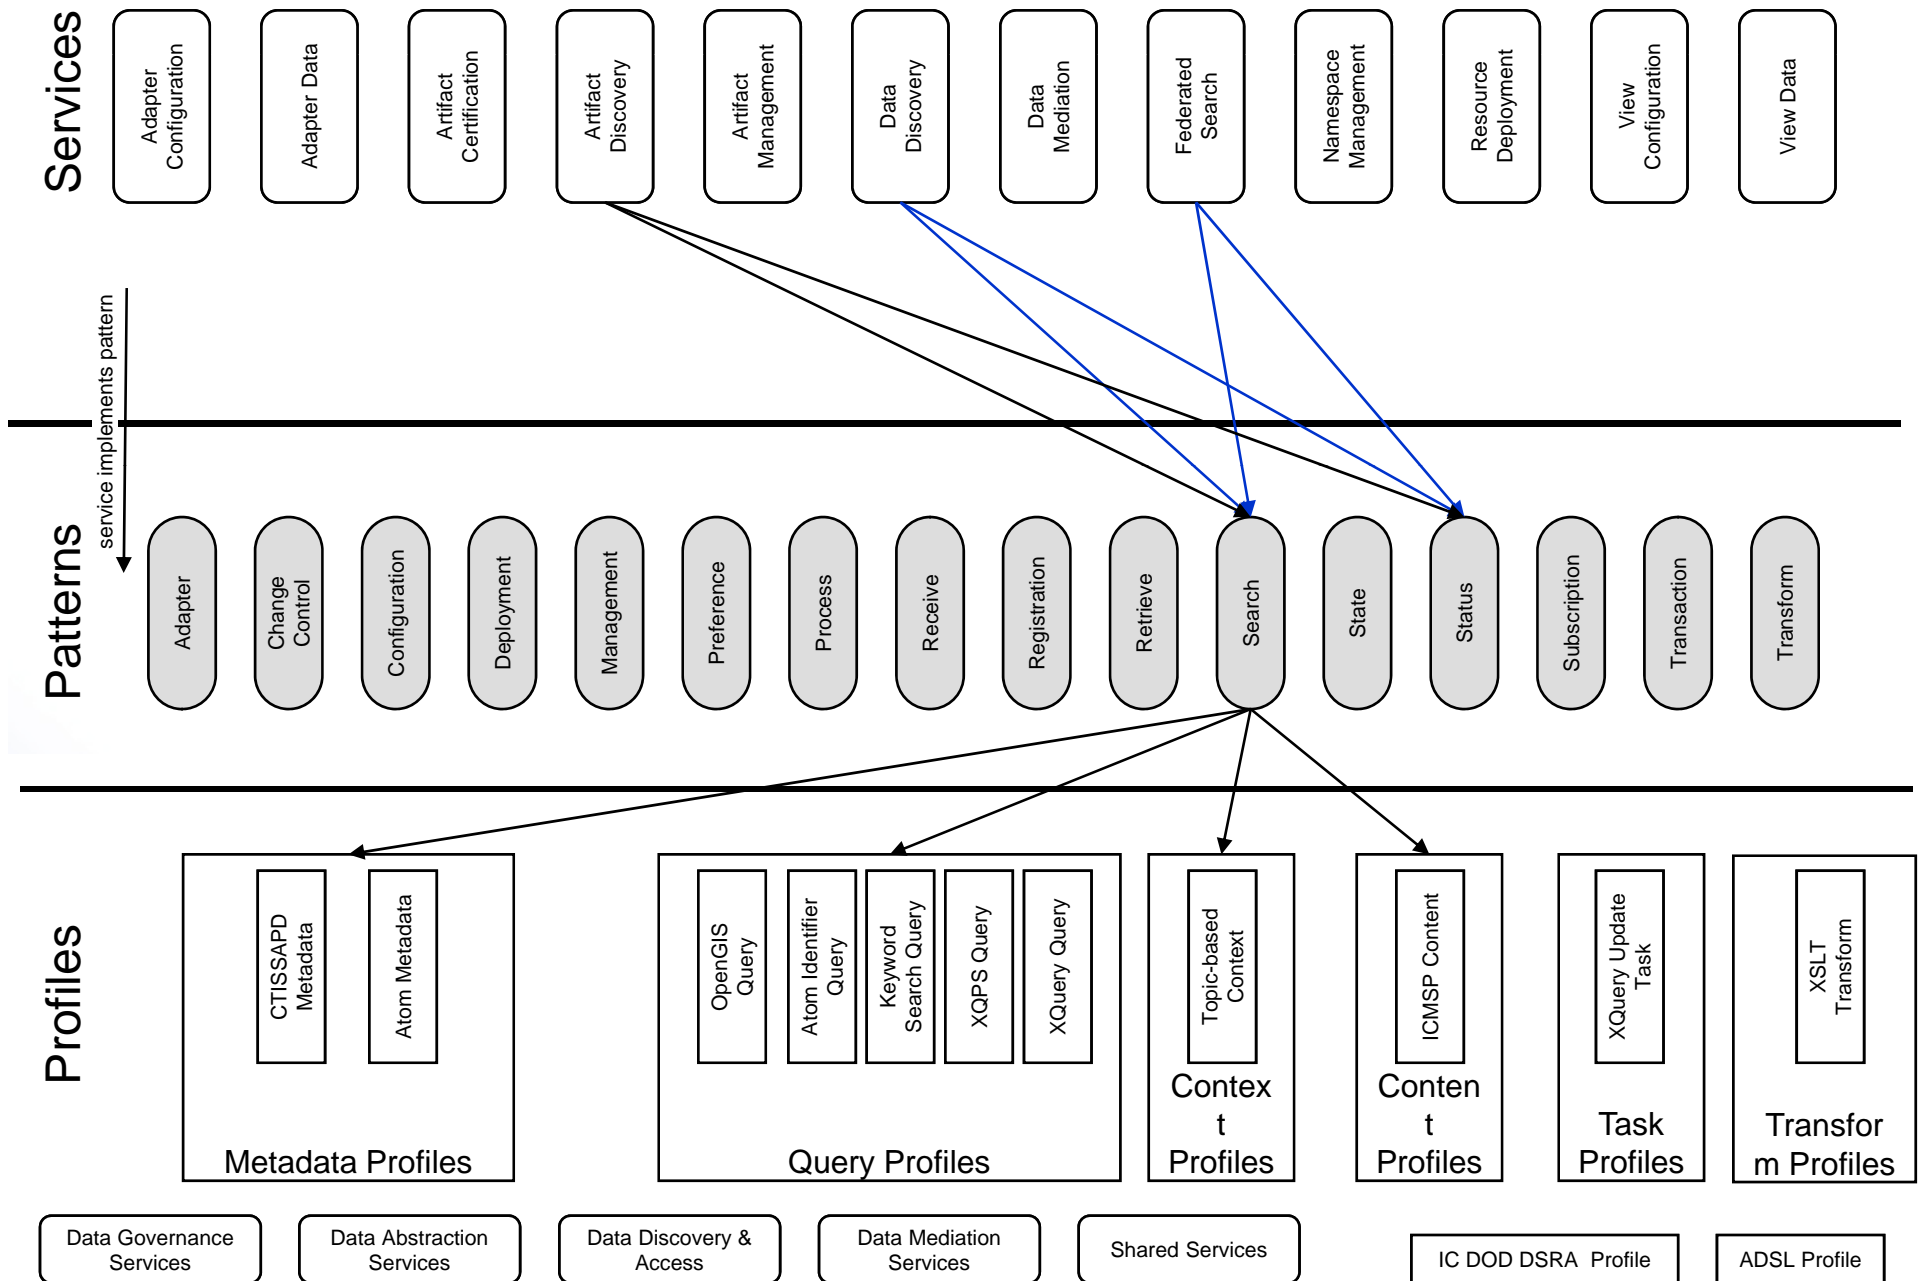 Services
Adapter
Configuration
Adapter Data
Artifact
Certification
Artifact
Discovery
Artifact
Management
Data
Discovery
Data
Mediation
Federated
Search
Namespace
Management
Resource
Deployment
View
Configuration
View Data
service implements pattern
Patterns
Adapter
Change
Control
Configuration
Deployment
Management
Preference
Process
Receive
Registration
Retrieve
Search
State
Status
Subscription
Transaction
Transform
Profiles
CTISSAPD
Metadata
Atom Metadata
Metadata Profiles
OpenGIS
Query
Atom Identifier
Query
Keyword
Search Query
XQPS Query
XQuery Query
Query Profiles
Topic-based
Context
Contex
t
Profiles
ICMSP Content
Conten
t
Profiles
XQuery Update
Task
Task
Profiles
XSLT
Transform
Transfor
m Profiles
Data Governance
Services
Data Abstraction
Services
Data Discovery &
Access
Data Mediation
Services
Shared Services
IC DOD DSRA Profile
ADSL Profile